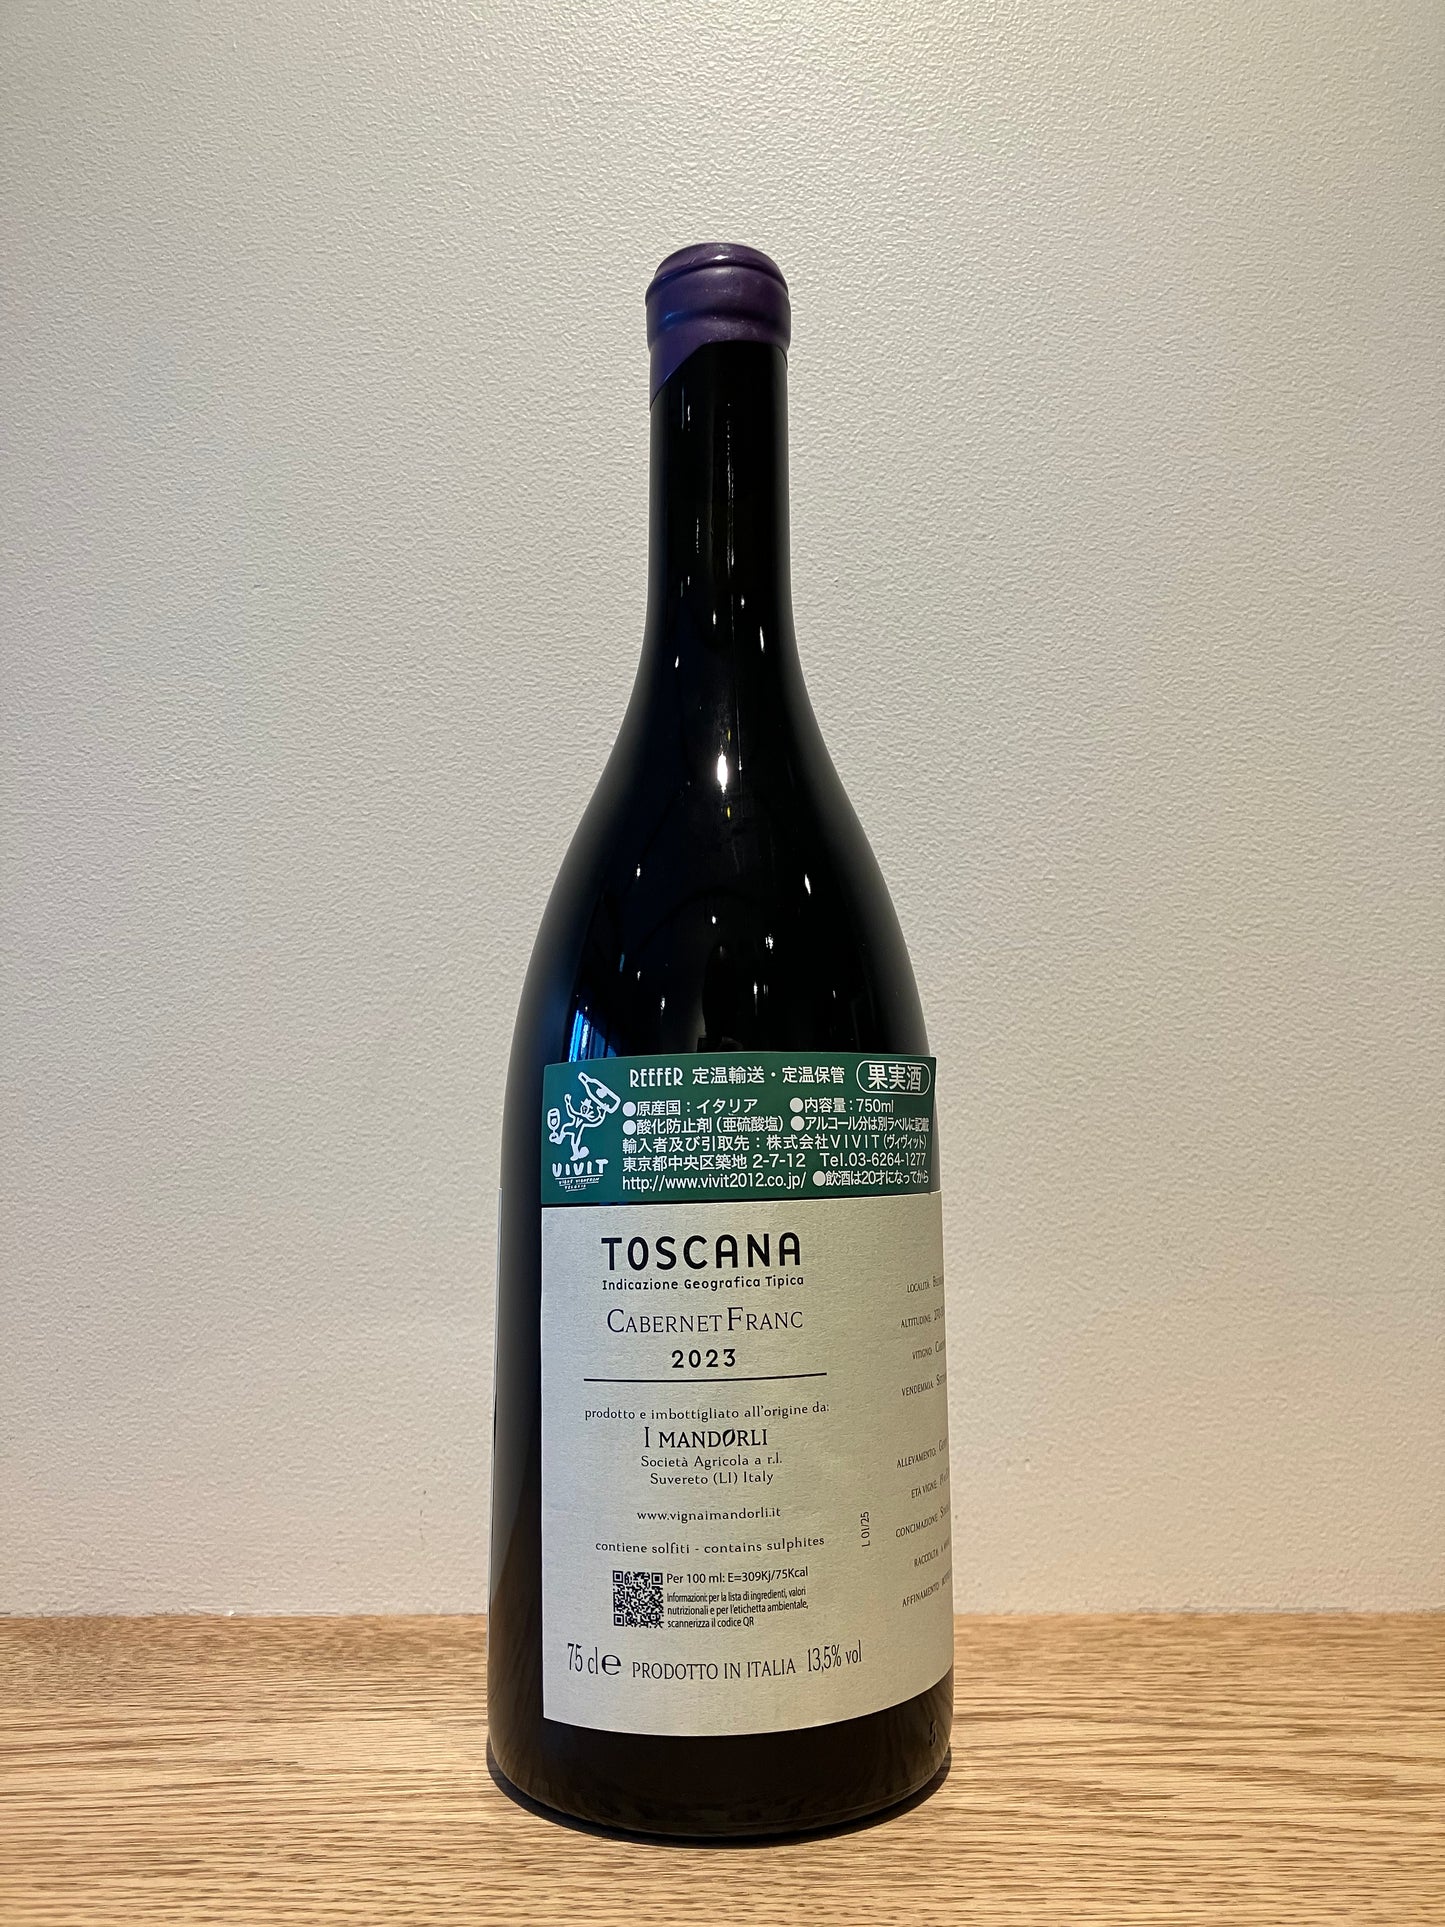 REEFER 定温輸送・定温保管 果実酒
●原産国：イタリア ●内容量：750ml
●酸化防止剤（亜硫酸塩） ●アルコール分は別ラベルに記載
輸入者及び引取先：株式会社VIVIT（ヴィヴィット）
東京都中央区築地 2-7-12 Tel.03-6264-1277
http://www.vivit2012.co.jp/ ●飲酒は20才になってから
VIVIT
TOSCANA
Indicazione Geografica Tipica
CABERNET FRANC
2023
prodotto e imbottigliato all'origine da:
I MANDORLI
Società Agricola a r.l.
Suvereto (LI) Italy
www.vignaimandorli.it
contiene solfiti - contains sulphites
Per 100 ml: E=309Kj/75Kcal
Informazioni: per la lista di ingredienti, valori
nutrizionali e per l'etichetta ambientale,
scannerizza il codice QR
75 cl e PRODOTTO IN ITALIA 13,5% vol
L 01/25
LOCALITÀ
ALTITUDINE:
VITIGNO:
VENDEMMIA:
ALLEVAMENTO:
ETÀ VIGNE:
CONCIMAZIONE:
RACCOLTA:
AFFINAMENTO:
5